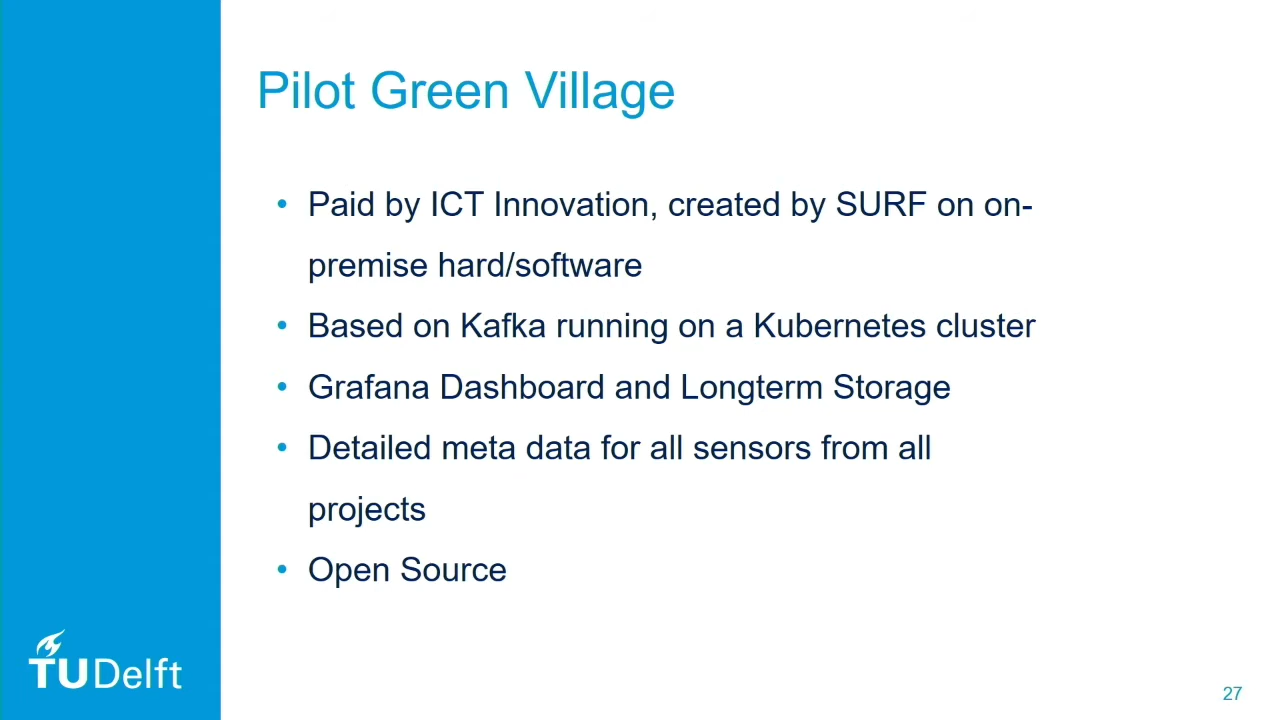 Pilot Green Village
• Paid by ICT Innovation, created by SURF on on-
premise hard/software
• Based on Kafka running on a Kubernetes cluster
• Grafana Dashboard and Longterm Storage
• Detailed meta data for all sensors from all
projects
• Open Source
TU Delft
27